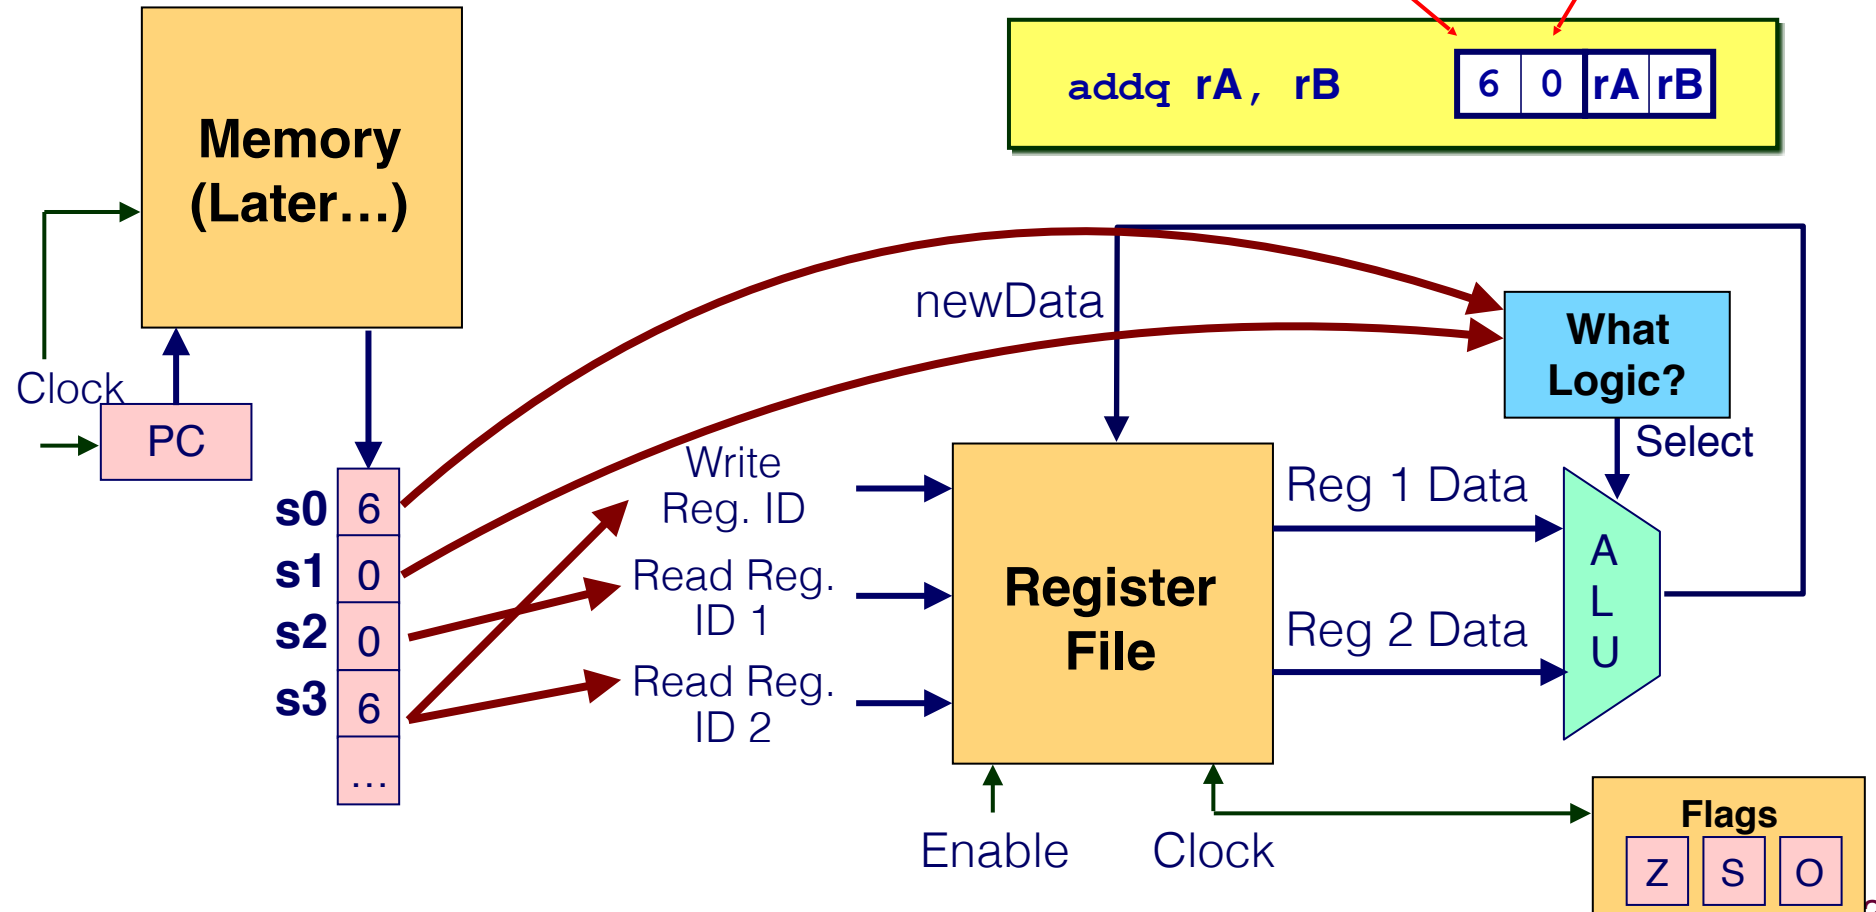 addq rA, rB
6 0 rA rB
Memory
(Later…)
newData
What
Logic?
Clock
PC
Select
s0 6
s1 0
s2 0
s3 6
...
Write
Reg. ID
Read Reg.
ID 1
Read Reg.
ID 2
Register
File
Reg 1 Data
Reg 2 Data
A
L
U
Enable
Clock
Flags
Z S O